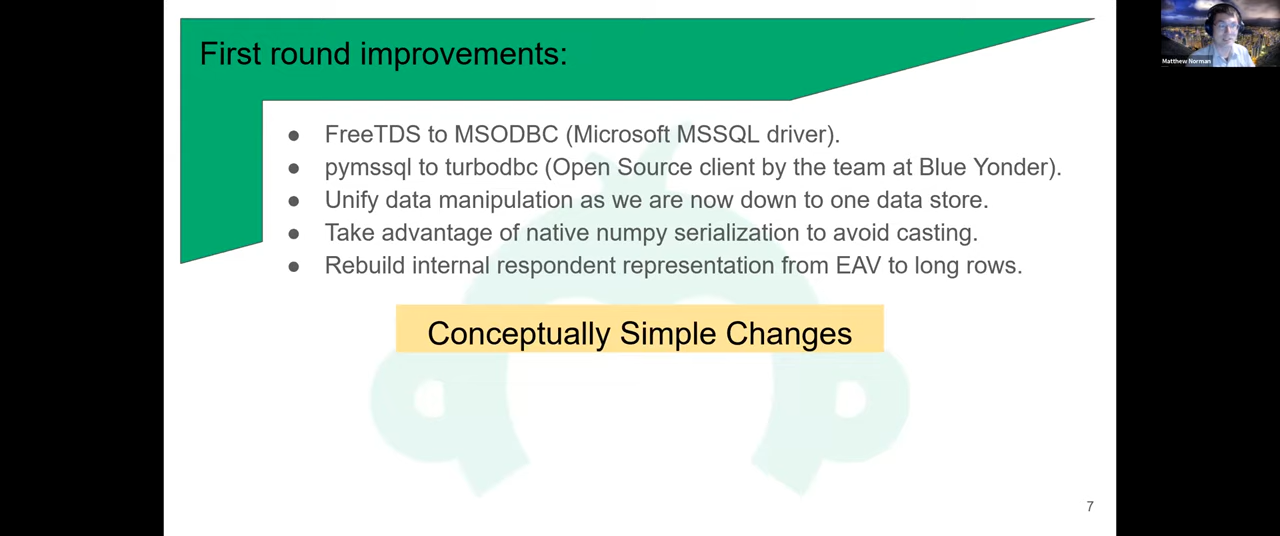 First round improvements:
● FreeTDS to MSODBC (Microsoft MSSQL driver).
● pymssql to turbodbc (Open Source client by the team at Blue Yonder).
● Unify data manipulation as we are now down to one data store.
● Take advantage of native numpy serialization to avoid casting.
● Rebuild internal respondent representation from EAV to long rows.
Conceptually Simple Changes
7
Matthew Norman